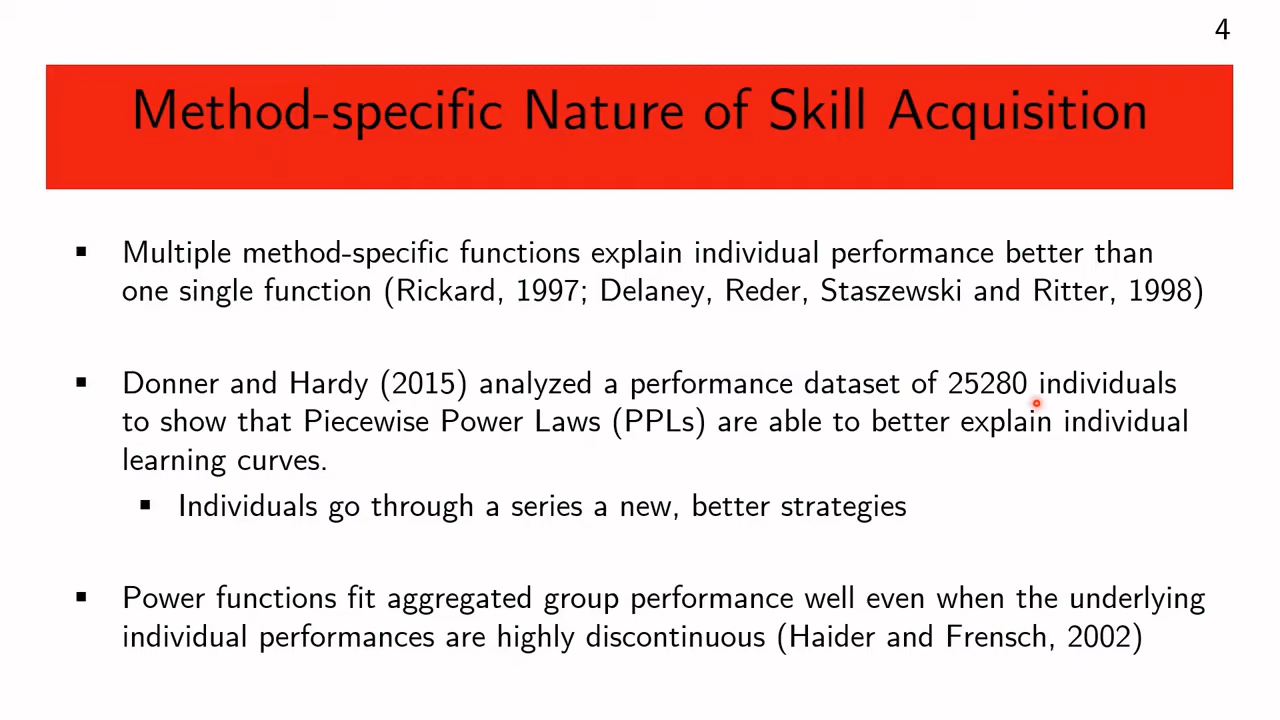 4
Method-specific Nature of Skill Acquisition
▪ Multiple method-specific functions explain individual performance better than
one single function (Rickard, 1997; Delaney, Reder, Staszewski and Ritter, 1998)
▪ Donner and Hardy (2015) analyzed a performance dataset of 25280 individuals
to show that Piecewise Power Laws (PPLs) are able to better explain individual
learning curves.
▪ Individuals go through a series a new, better strategies
▪ Power functions fit aggregated group performance well even when the underlying
individual performances are highly discontinuous (Haider and Frensch, 2002)